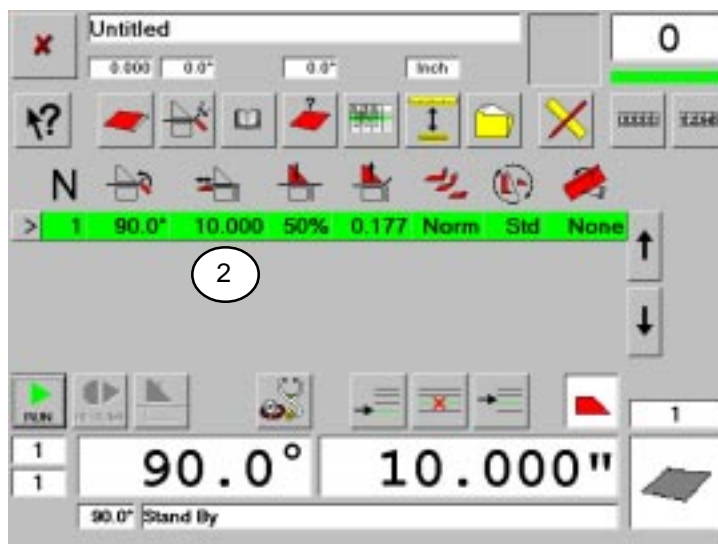 Untitled
0
0.000 0.0° 0.0° Inch
?
?
N
> 1 90.0° 10.000 50% 0.177 Norm Std None
2
RUN
1
1
90.0° 10.000"
1
90.0° Stand By